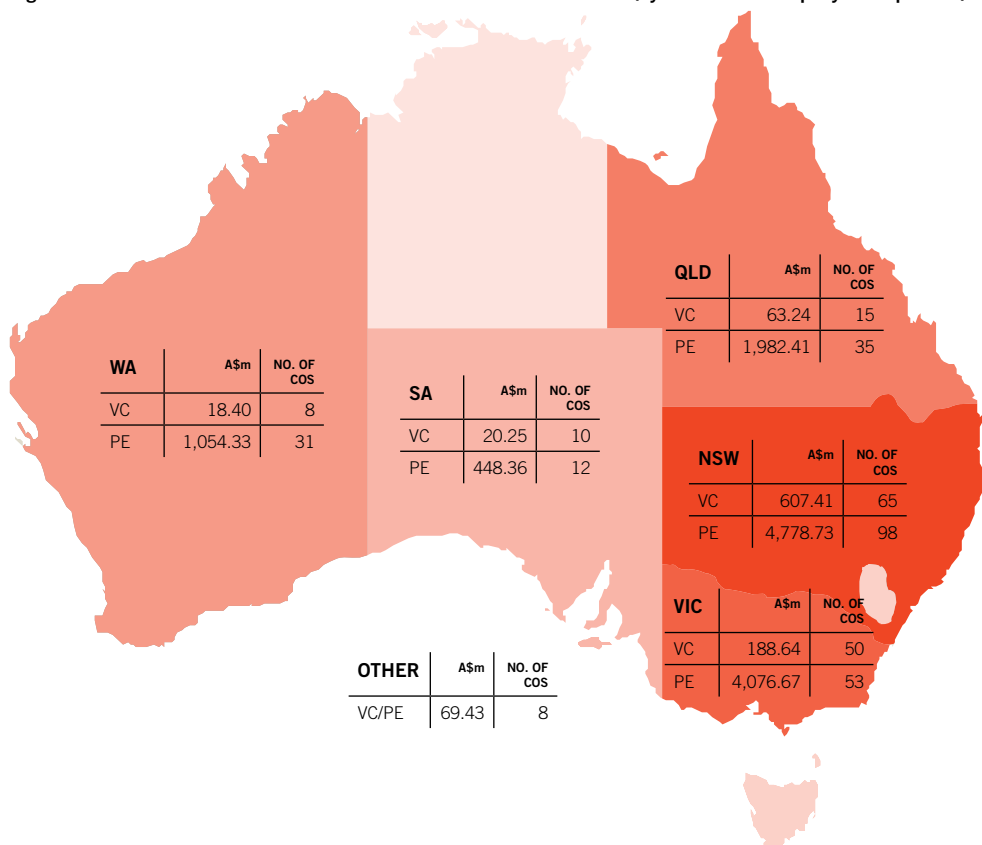 QLD A$m NO. OF COS
VC 63.24 15
PE 1,982.41 35
WA A$m NO. OF COS
VC 18.40 8
PE 1,054.33 31
SA A$m NO. OF COS
VC 20.25 10
PE 448.36 12
NSW A$m NO. OF COS
VC 607.41 65
PE 4,778.73 98
VIC A$m NO. OF COS
VC 188.64 50
PE 4,076.67 53
OTHER A$m NO. OF COS
VC/PE 69.43 8